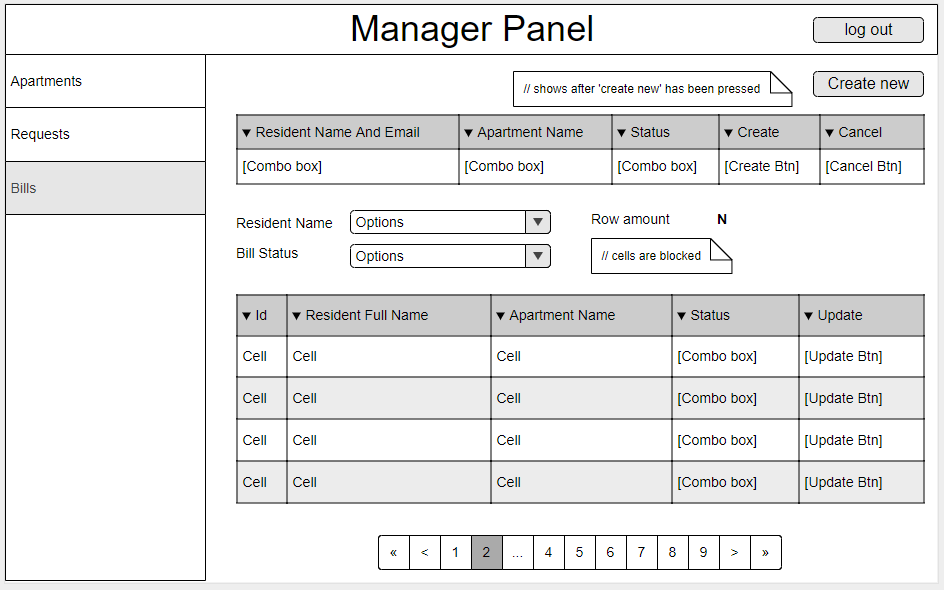 Manager Panel
log out
Apartments
Requests
Bills
// shows after 'create new' has been pressed
Create new
▼ Resident Name And Email ▼ Apartment Name ▼ Status ▼ Create ▼ Cancel
[Combo box] [Combo box] [Combo box] [Create Btn] [Cancel Btn]
Resident Name Options ▼ Row amount N
Bill Status Options ▼ // cells are blocked
▼ Id ▼ Resident Full Name ▼ Apartment Name ▼ Status ▼ Update
Cell Cell Cell [Combo box] [Update Btn]
Cell Cell Cell [Combo box] [Update Btn]
Cell Cell Cell [Combo box] [Update Btn]
Cell Cell Cell [Combo box] [Update Btn]
« < 1 2 ... 4 5 6 7 8 9 > »